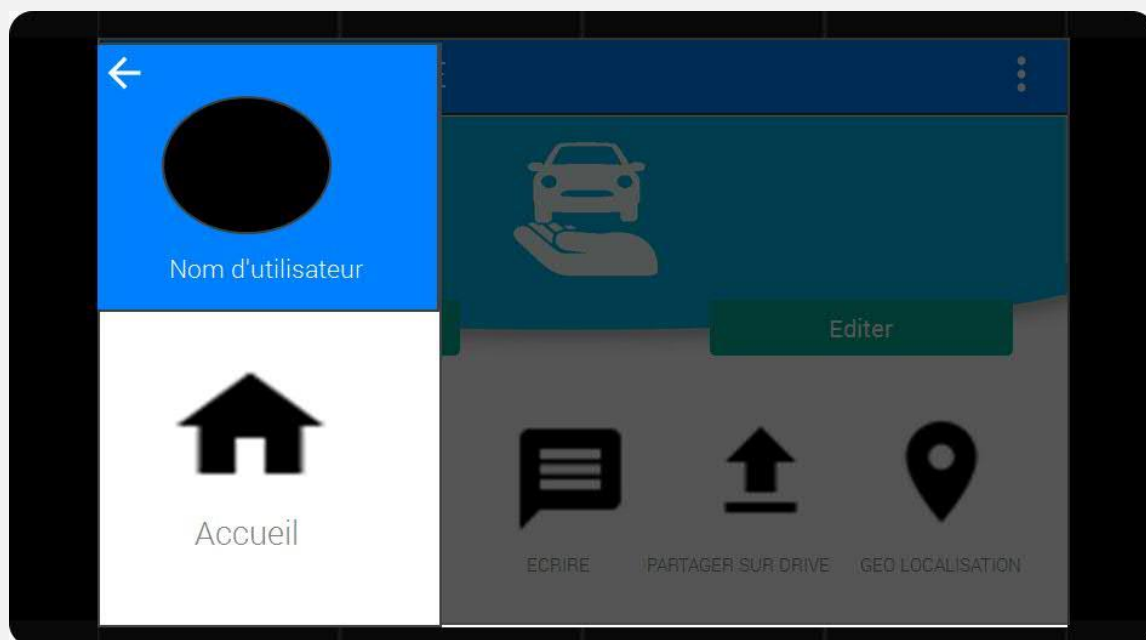 Nom d'utilisateur
Editer
Accueil
ECRIRE
PARTAGER SUR DRIVE
GEO LOCALISATION